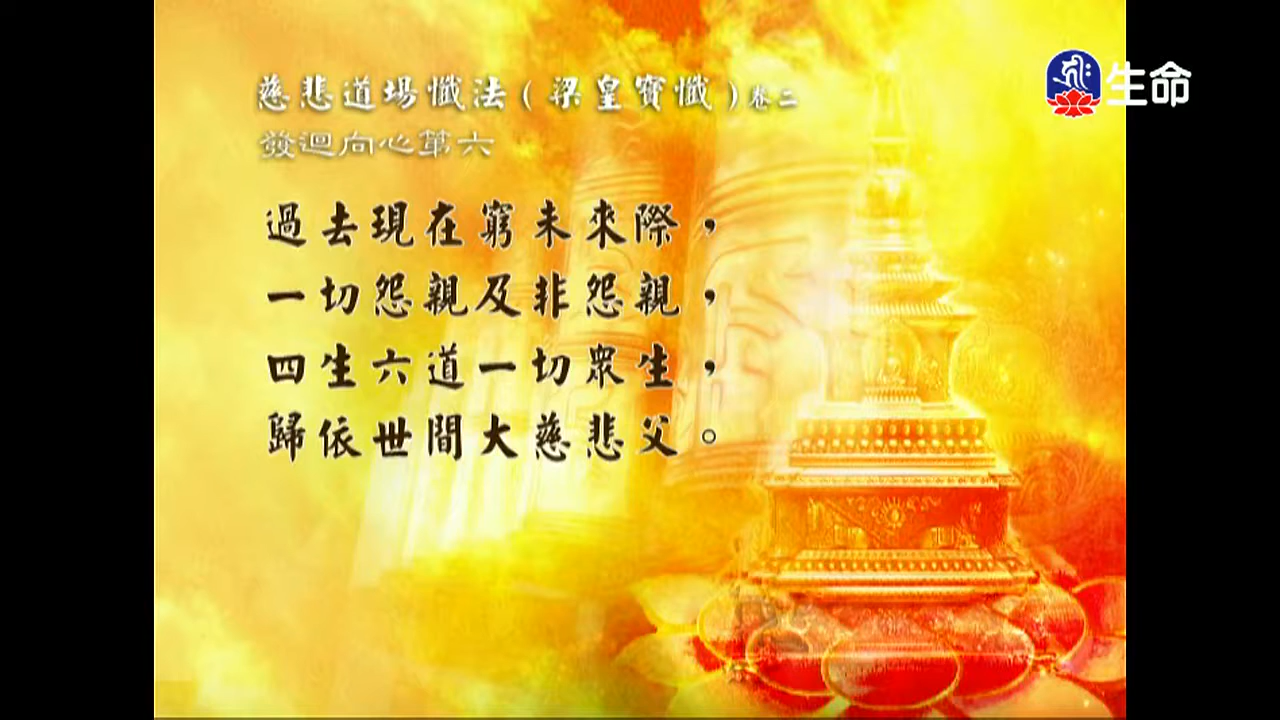 慈悲道場懺法(梁皇寶懺)卷二
生命
發迴向心第六
過去現在窮未來際，
一切怨親及非怨親，
四生六道一切眾生，
歸依世間大慈悲父。